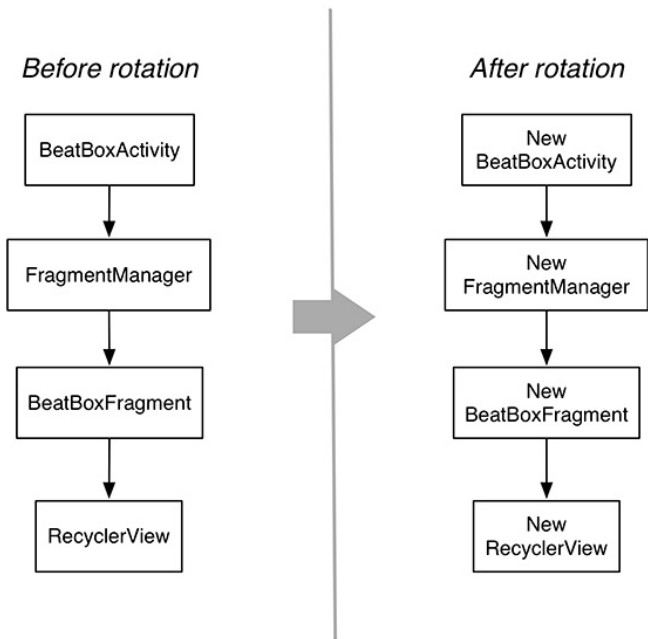 Before rotation
BeatBoxActivity
FragmentManager
BeatBoxFragment
RecyclerView
After rotation
New
BeatBoxActivity
New
FragmentManager
New
BeatBoxFragment
New
RecyclerView